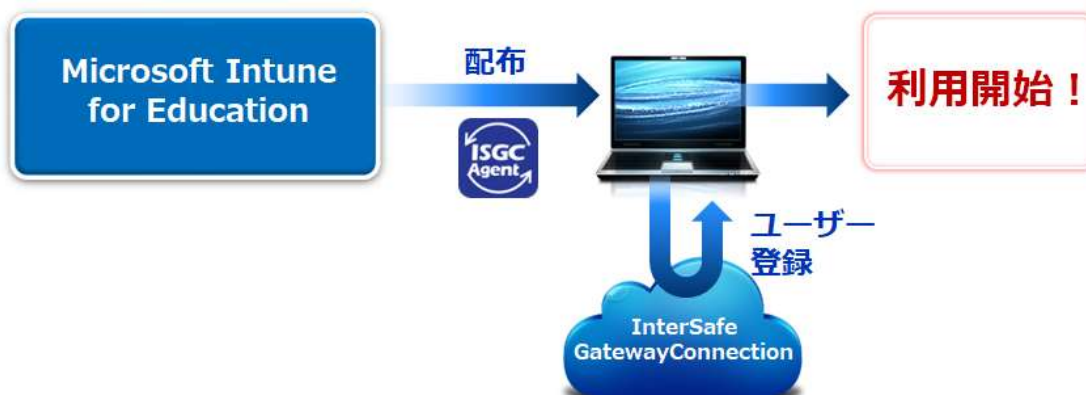 Microsoft Intune
for Education
配布
ISGC
Agent
利用開始！
ユーザー
登録
InterSafe
GatewayConnection